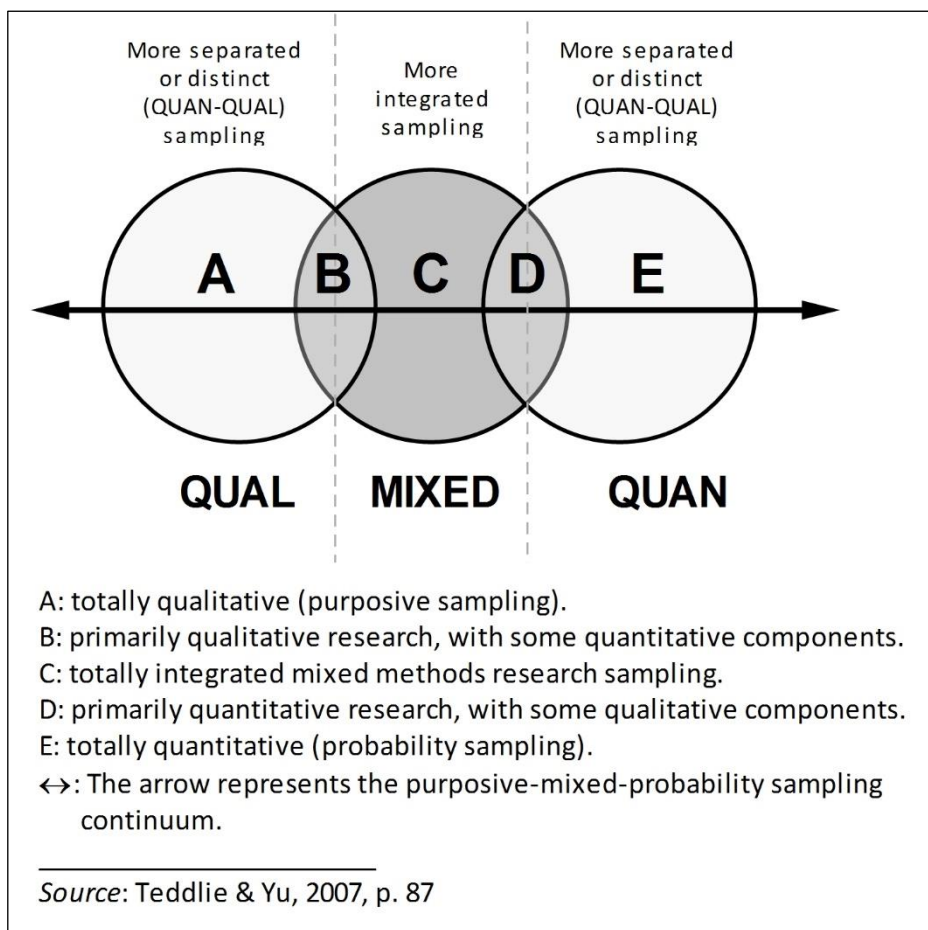 More separated
or distinct
(QUAN-QUAL)
sampling
More
integrated
sampling
More separated
or distinct
(QUAN-QUAL)
sampling
A
B
C
D
E
QUAL
MIXED
QUAN
A: totally qualitative (purposive sampling).
B: primarily qualitative research, with some quantitative components.
C: totally integrated mixed methods research sampling.
D: primarily quantitative research, with some qualitative components.
E: totally quantitative (probability sampling).
↔: The arrow represents the purposive-mixed-probability sampling
continuum.
Source: Teddlie & Yu, 2007, p. 87